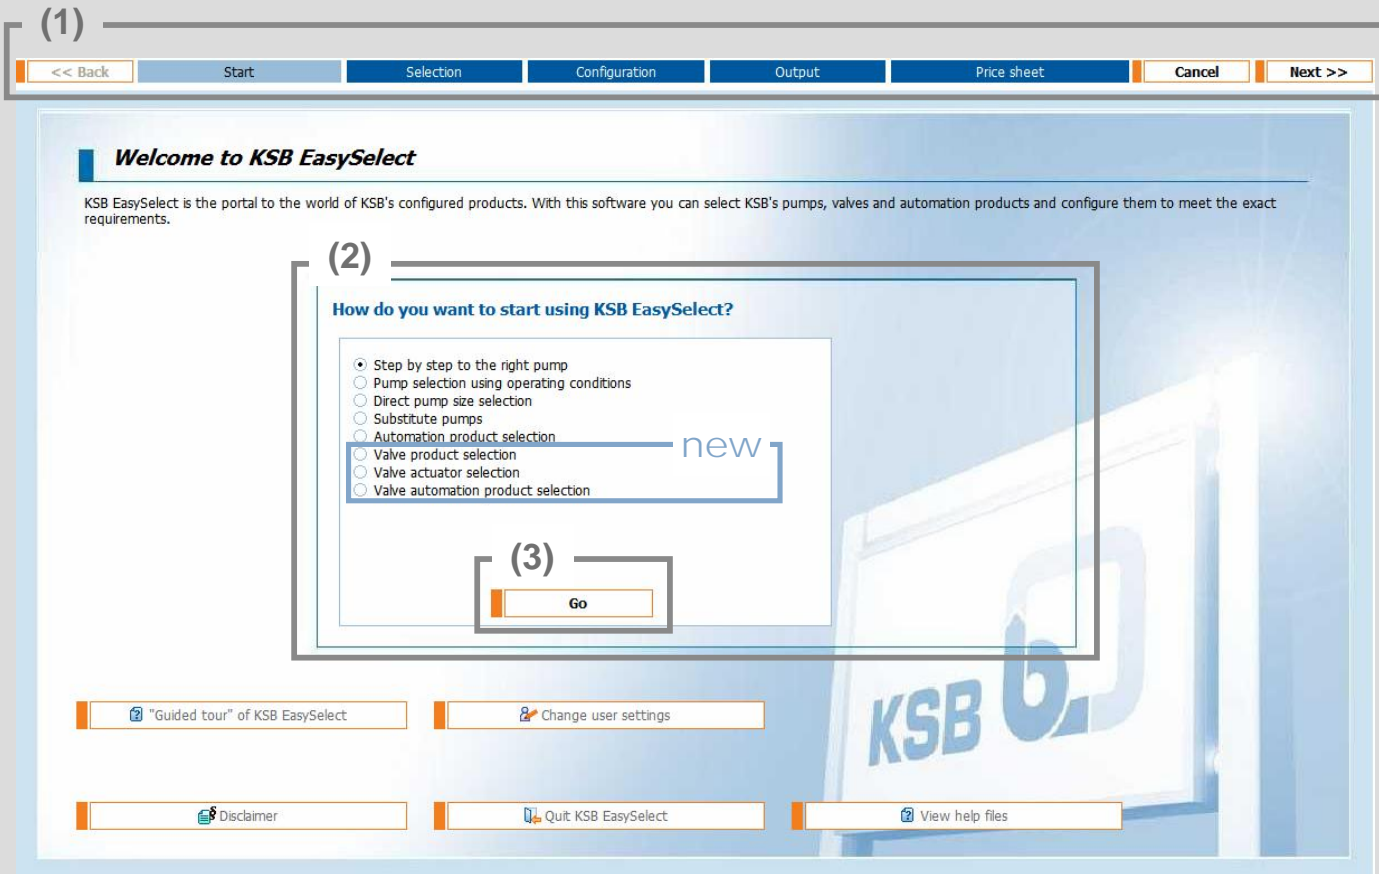 (1)
<< Back Start Selection Configuration Output Price sheet Cancel Next >>
Welcome to KSB EasySelect
KSB EasySelect is the portal to the world of KSB's configured products. With this software you can select KSB's pumps, valves and automation products and configure them to meet the exact
requirements.
(2)
How do you want to start using KSB EasySelect?
Step by step to the right pump
Pump selection using operating conditions
Direct pump size selection
Substitute pumps
Automation product selection
new
Valve product selection
Valve actuator selection
Valve automation product selection
(3)
Go
KSB
"Guided tour" of KSB EasySelect Change user settings
Disclaimer Quit KSB EasySelect View help files